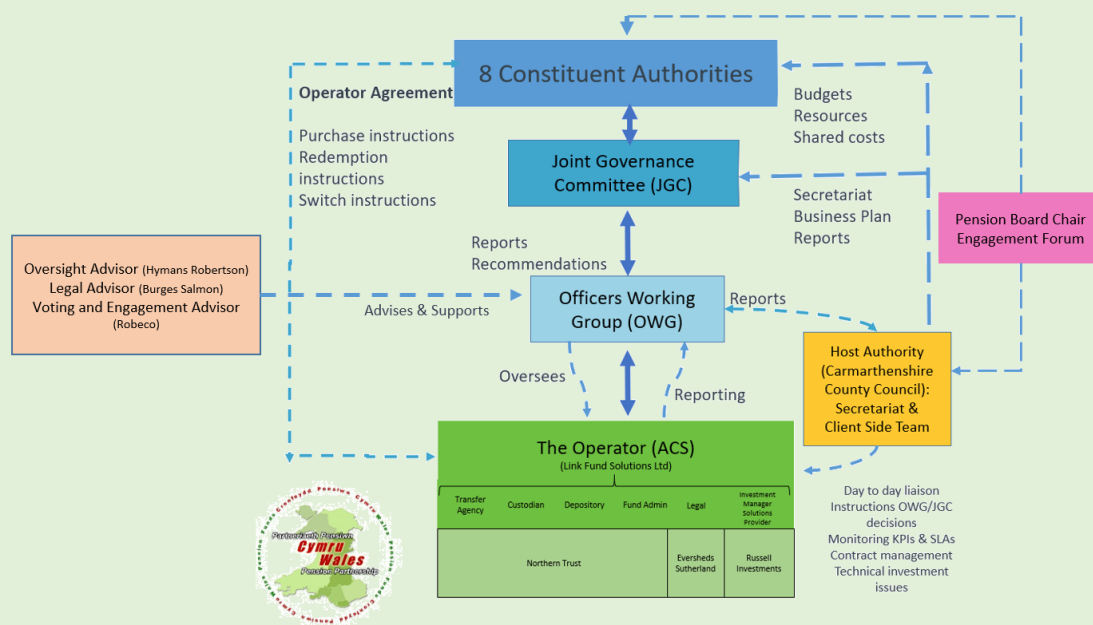 8 Constituent Authorities
Operator Agreement
Purchase instructions
Redemption
instructions
Switch instructions
Budgets
Resources
Shared costs
Joint Governance
Committee (JGC)
Secretariat
Business Plan
Reports
Pension Board Chair
Engagement Forum
Reports
Recommendations
Oversight Advisor (Hymans Robertson)
Legal Advisor (Burges Salmon)
Voting and Engagement Advisor
(Robeco)
Advises & Supports
Officers Working
Group (OWG)
Reports
Host Authority
(Carmarthenshire
County Council):
Secretariat &
Client Side Team
Oversees
Reporting
The Operator (ACS)
(Link Fund Solutions Ltd)
Transfer
Agency
Custodian
Depository
Fund Admin
Legal
Investment
Manager
Solutions
Provider
Northern Trust
Eversheds
Sutherland
Russell
Investments
Day to day liaison
Instructions OWG/JGC
decisions
Monitoring KPIs & SLAs
Contract management
Technical investment
issues
Partneriaeth Pensiwn
Cymru
Wales
Pension Partnership